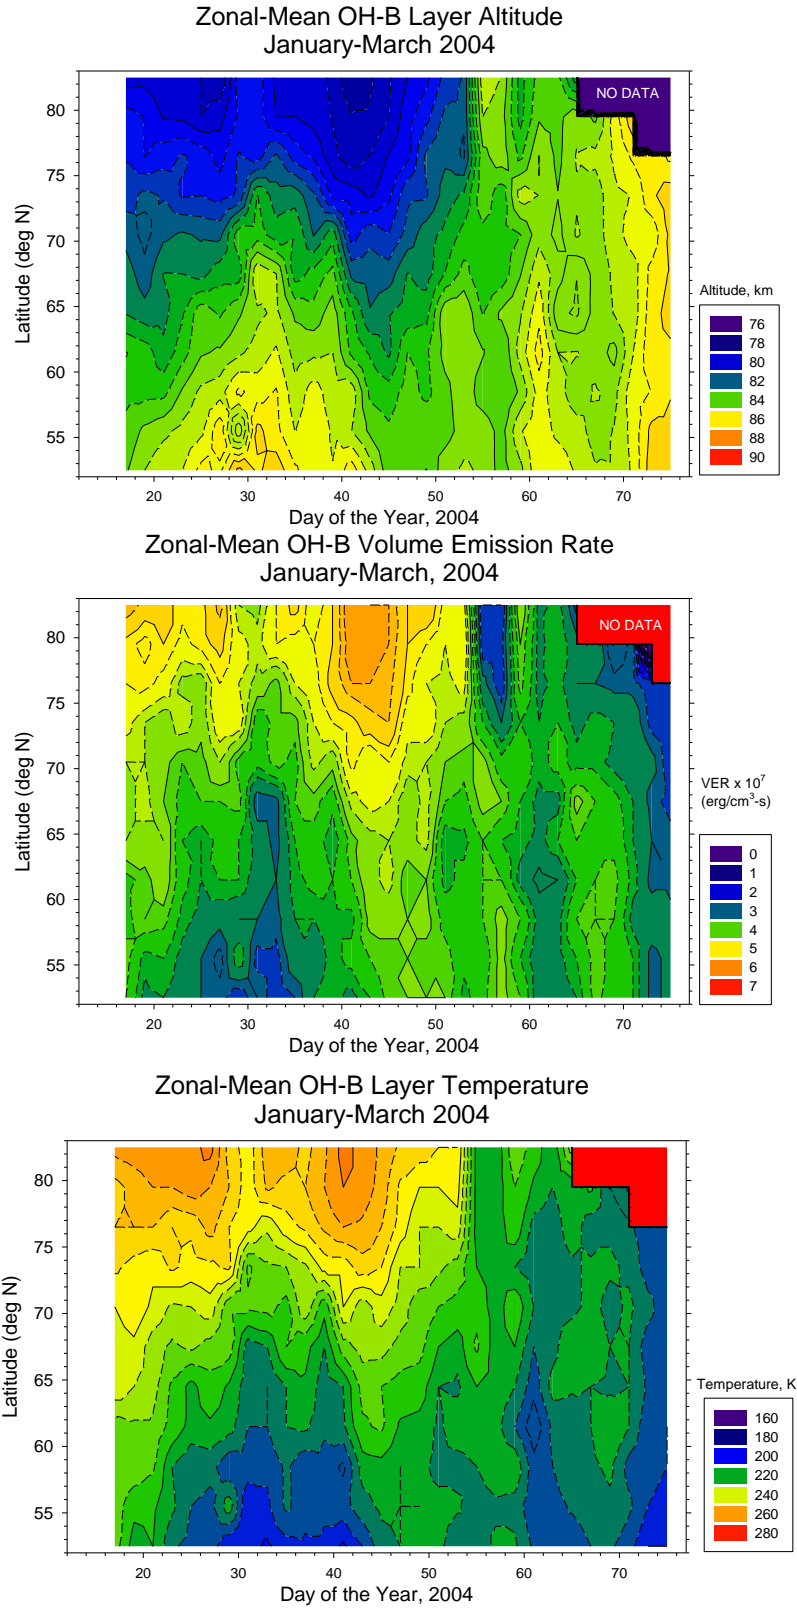 Zonal-Mean OH-B Layer Altitude
January-March 2004
NO DATA
80
75
70
65
60
55
Latitude (deg N)
20 30 40 50 60 70
Day of the Year, 2004
Altitude, km
76
78
80
82
84
86
88
90
Zonal-Mean OH-B Volume Emission Rate
January-March, 2004
NO DATA
80
75
70
65
60
55
Latitude (deg N)
20 30 40 50 60 70
Day of the Year, 2004
VER x 10⁷
(erg/cm³-s)
0
1
2
3
4
5
6
7
Zonal-Mean OH-B Layer Temperature
January-March 2004
80
75
70
65
60
55
Latitude (deg N)
20 30 40 50 60 70
Day of the Year, 2004
Temperature, K
160
180
200
220
240
260
280